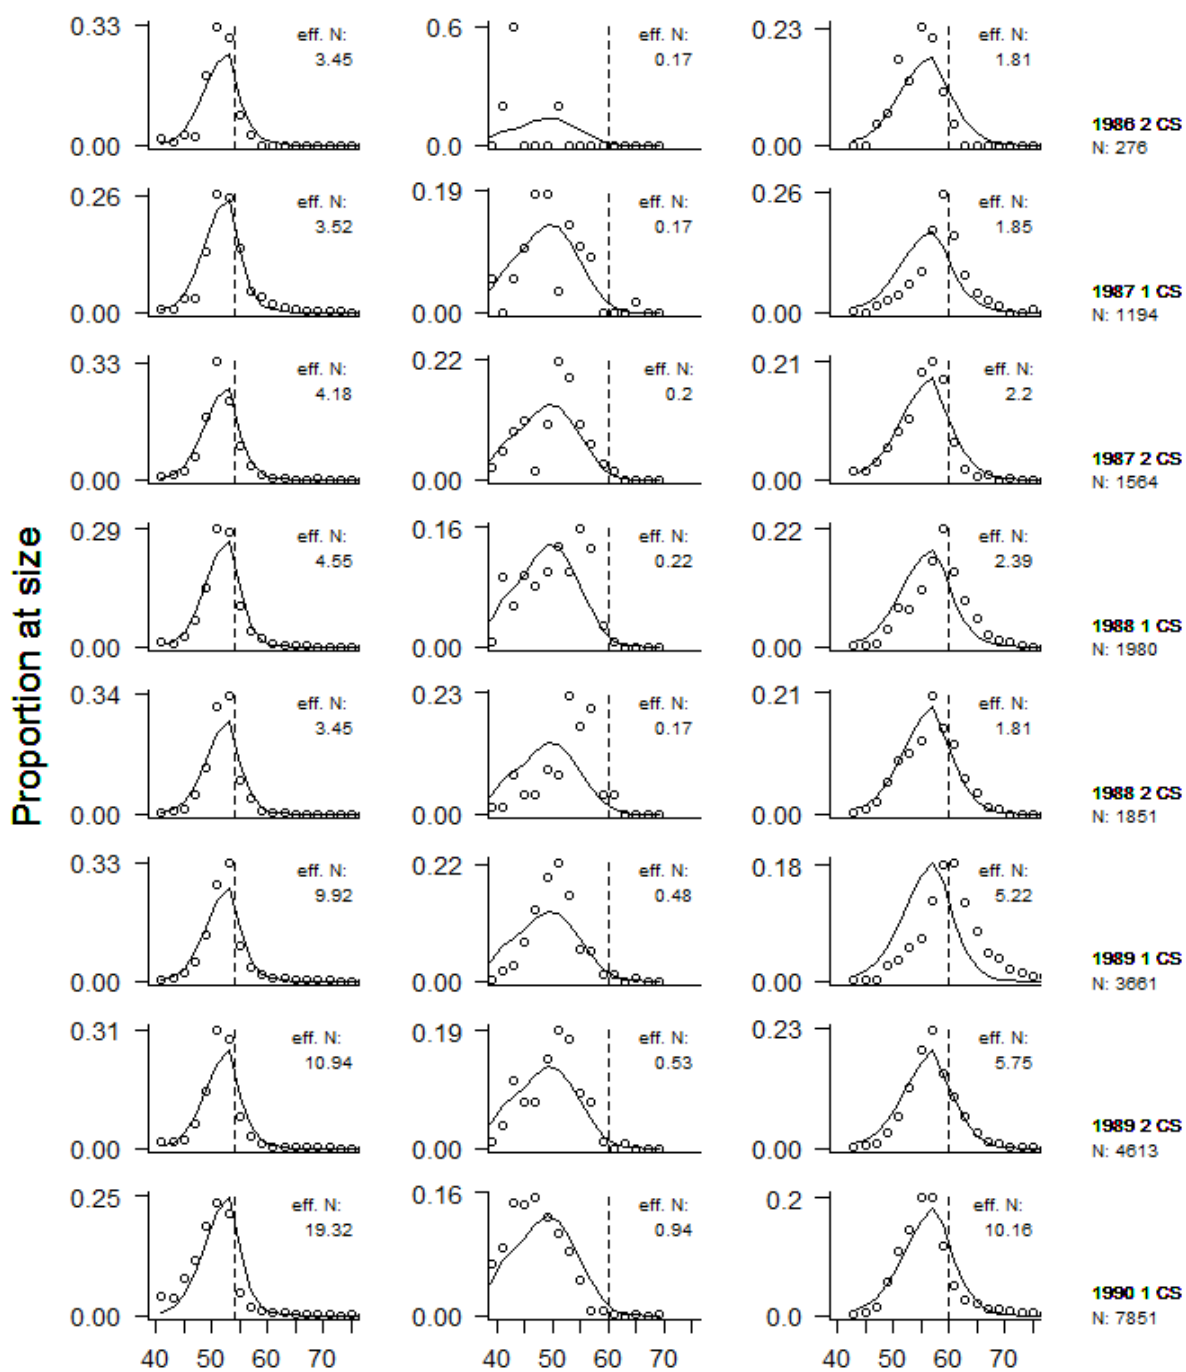 Proportion at size
0.33
0.00
eff. N:
3.45
0.6
0.0
eff. N:
0.17
0.23
0.00
eff. N:
1.81
1986 2 CS
N: 276
0.26
0.00
eff. N:
3.52
0.19
0.00
eff. N:
0.17
0.26
0.00
eff. N:
1.85
1987 1 CS
N: 1194
0.33
0.00
eff. N:
4.18
0.22
0.00
eff. N:
0.2
0.21
0.00
eff. N:
2.2
1987 2 CS
N: 1564
0.29
0.00
eff. N:
4.55
0.16
0.00
eff. N:
0.22
0.22
0.00
eff. N:
2.39
1988 1 CS
N: 1980
0.34
0.00
eff. N:
3.45
0.23
0.00
eff. N:
0.17
0.21
0.00
eff. N:
1.81
1988 2 CS
N: 1851
0.33
0.00
eff. N:
9.92
0.22
0.00
eff. N:
0.48
0.18
0.00
eff. N:
5.22
1989 1 CS
N: 3661
0.31
0.00
eff. N:
10.94
0.19
0.00
eff. N:
0.53
0.23
0.00
eff. N:
5.75
1989 2 CS
N: 4613
0.25
0.00
eff. N:
19.32
0.16
0.00
eff. N:
0.94
0.2
0.0
eff. N:
10.16
1990 1 CS
N: 7851
40 50 60 70
40 50 60 70
40 50 60 70